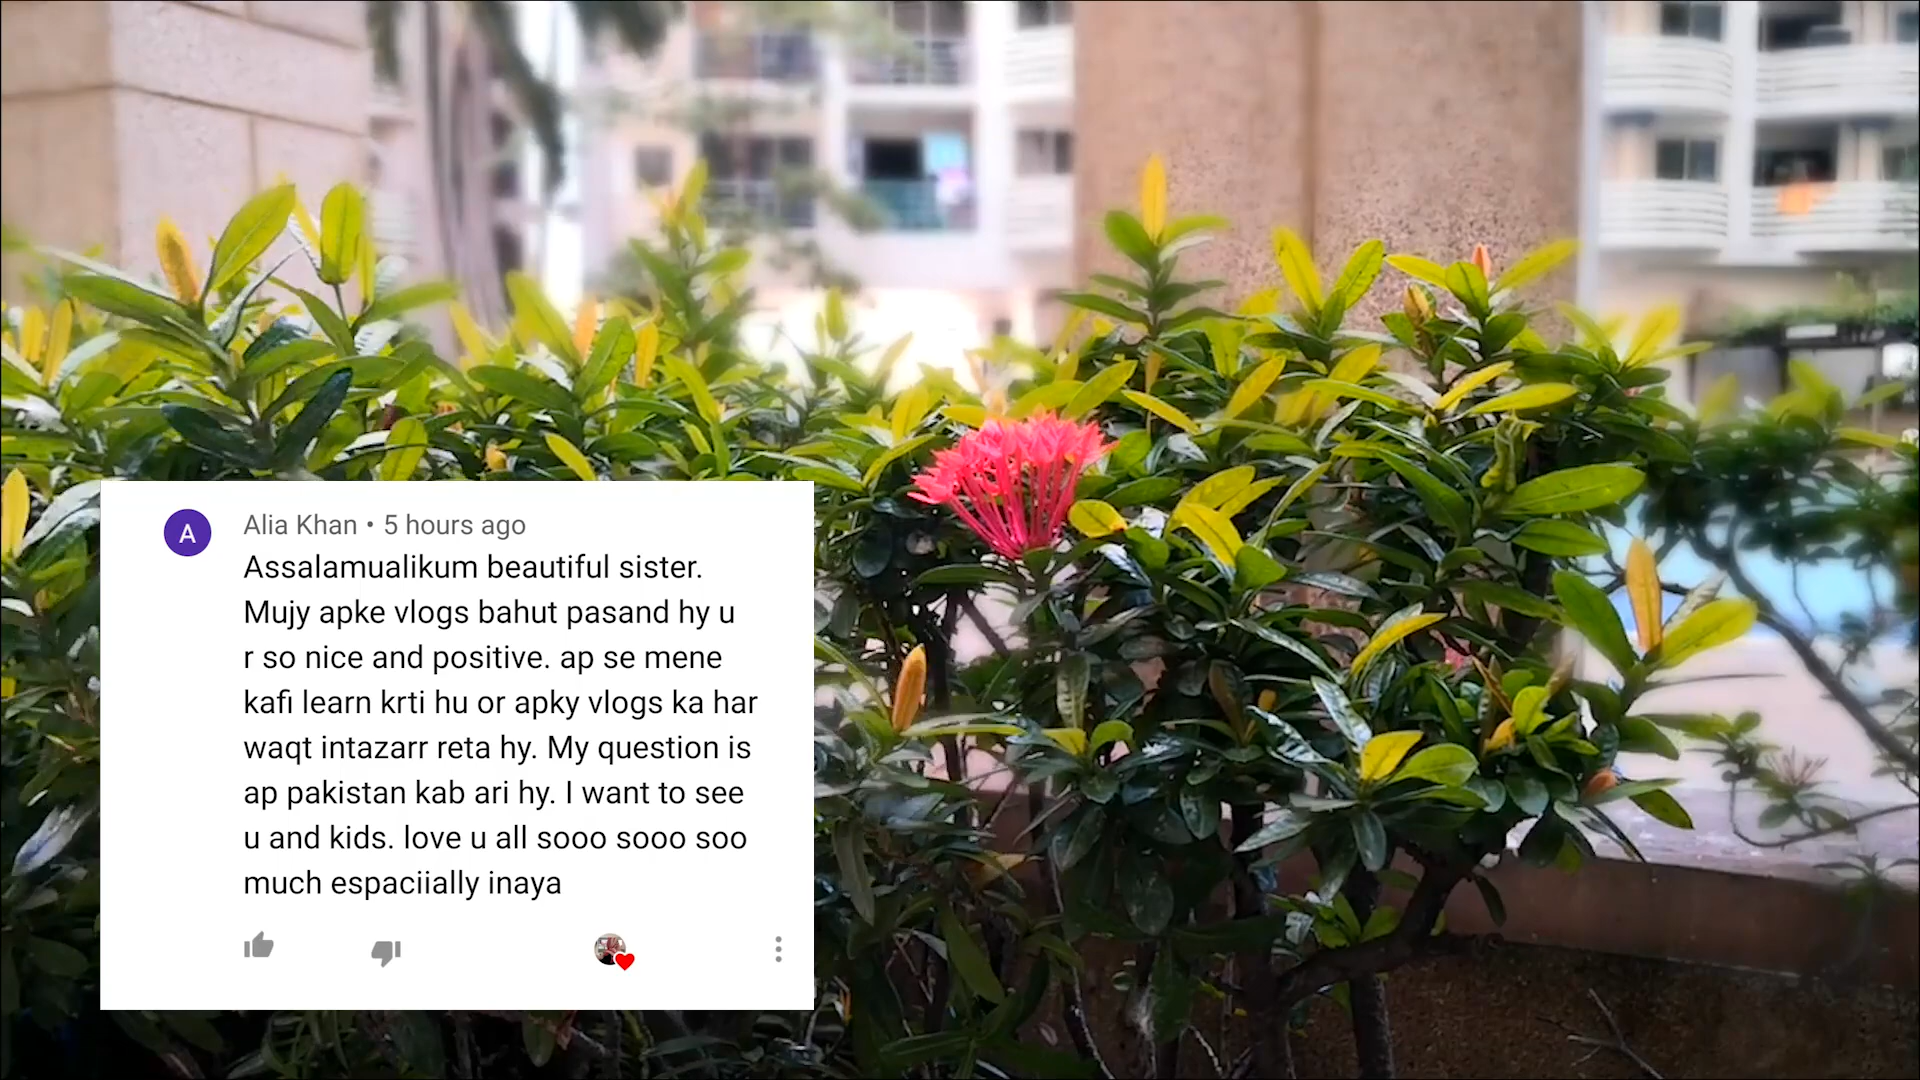 A
Alia Khan • 5 hours ago
Assalamualikum beautiful sister.
Mujy apke vlogs bahut pasand hy u
r so nice and positive. ap se mene
kafi learn krti hu or apky vlogs ka har
waqt intazarr reta hy. My question is
ap pakistan kab ari hy. I want to see
u and kids. love u all sooo sooo soo
much espaciially inaya